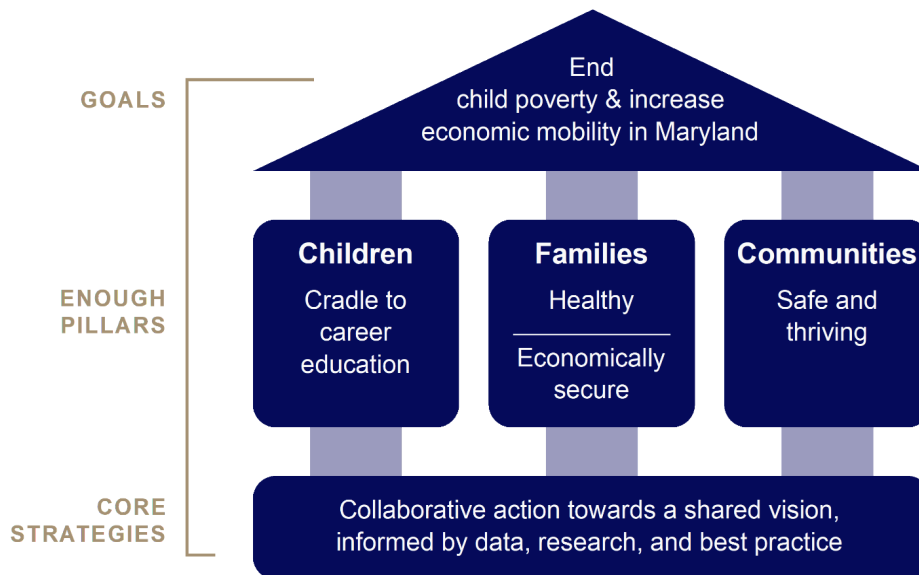 GOALS
End
child poverty & increase
economic mobility in Maryland
ENOUGH
PILLARS
Children
Cradle to
career
education
Families
Healthy
Economically
secure
Communities
Safe and
thriving
CORE
STRATEGIES
Collaborative action towards a shared vision,
informed by data, research, and best practice